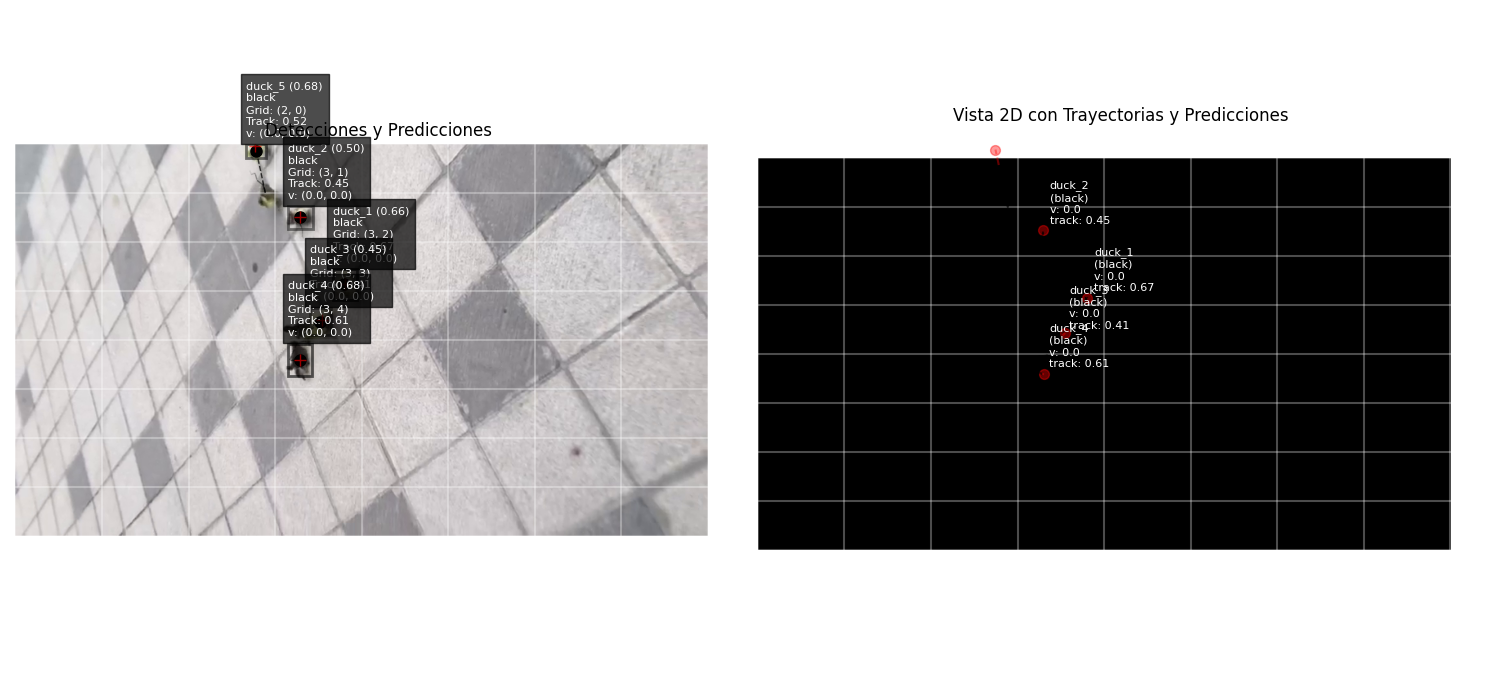 duck_5 (0.68)
black
Grid: (2, 0)
Track: 0.52
v: (0.0, 0.0)
Detecciones y Predicciones
duck_2 (0.50)
black
Grid: (3, 1)
Track: 0.45
v: (0.0, 0.0)
duck_1 (0.66)
black
Grid: (3, 2)
(0.0, 0.0)
duck_3 (0.45)
black
Grid: (3, 3)
(0.0, 0.0)
duck_4 (0.68)
black
Grid: (3, 4)
Track: 0.61
v: (0.0, 0.0)
Vista 2D con Trayectorias y Predicciones
duck_2
(black)
v: 0.0
track: 0.45
duck_1
(black)
v: 0.0
track: 0.67
duck_3
(black)
v: 0.0
track: 0.41
duck_4
(black)
v: 0.0
track: 0.61